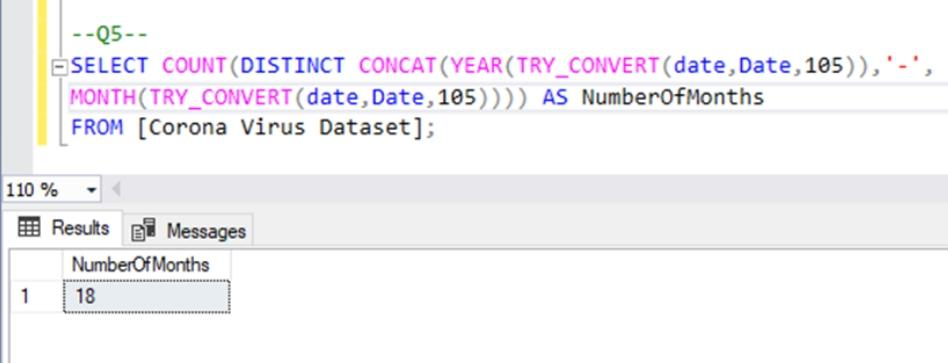 --Q5--
SELECT COUNT(DISTINCT CONCAT(YEAR(TRY_CONVERT(date,Date,105)),'-',
MONTH(TRY_CONVERT(date,Date,105)))) AS NumberOfMonths
FROM [Corona Virus Dataset];
110 %
Results Messages
NumberOfMonths
1 18